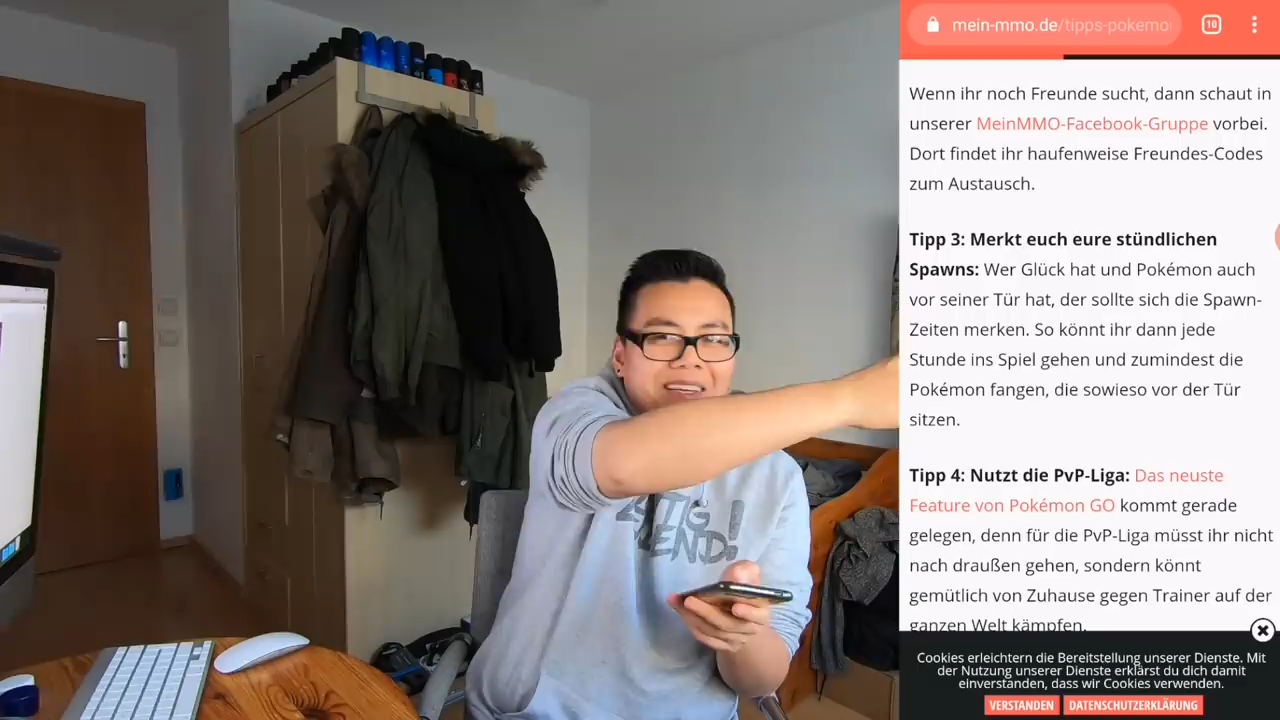 mein-mmo.de/tipps-pokemo
10
Wenn ihr noch Freunde sucht, dann schaut in
unserer MeinMMO-Facebook-Gruppe vorbei.
Dort findet ihr haufenweise Freundes-Codes
zum Austausch.
Tipp 3: Merkt euch eure stündlichen
Spawns: Wer Glück hat und Pokémon auch
vor seiner Tür hat, der sollte sich die Spawn-
Zeiten merken. So könnt ihr dann jede
Stunde ins Spiel gehen und zumindest die
Pokémon fangen, die sowieso vor der Tür
sitzen.
Tipp 4: Nutzt die PvP-Liga: Das neuste
Feature von Pokémon GO kommt gerade
gelegen, denn für die PvP-Liga müsst ihr nicht
nach draußen gehen, sondern könnt
gemütlich von Zuhause gegen Trainer auf der
ganzen Welt kämpfen.
Cookies erleichtern die Bereitstellung unserer Dienste. Mit
der Nutzung unserer Dienste erklärst du dich damit
einverstanden, dass wir Cookies verwenden.
VERSTANDEN DATENSCHUTZERKLÄRUNG